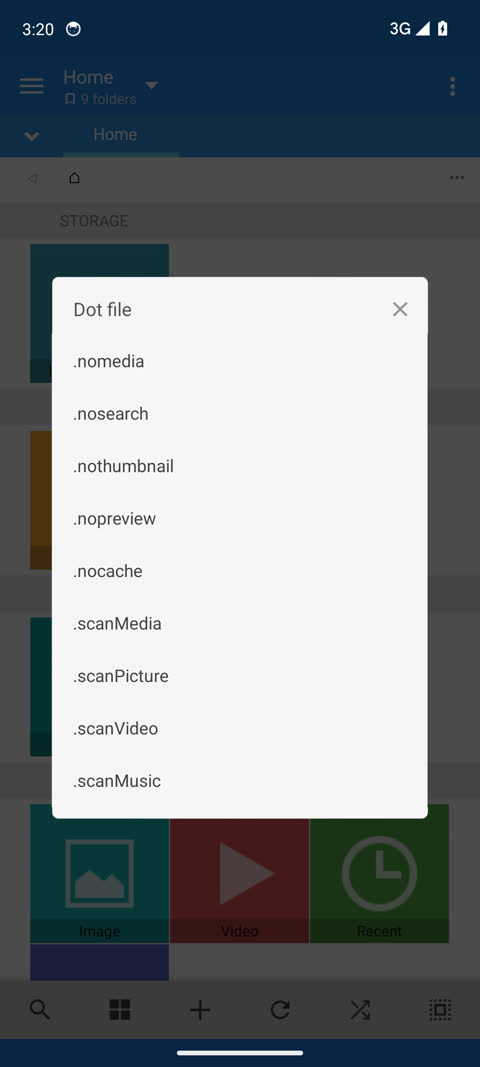 3:20
3G
Home
9 folders
Home
STORAGE
Dot file
.nomedia
.nosearch
.nothumbnail
.nopreview
.nocache
.scanMedia
.scanPicture
.scanVideo
.scanMusic
Image
Video
Recent